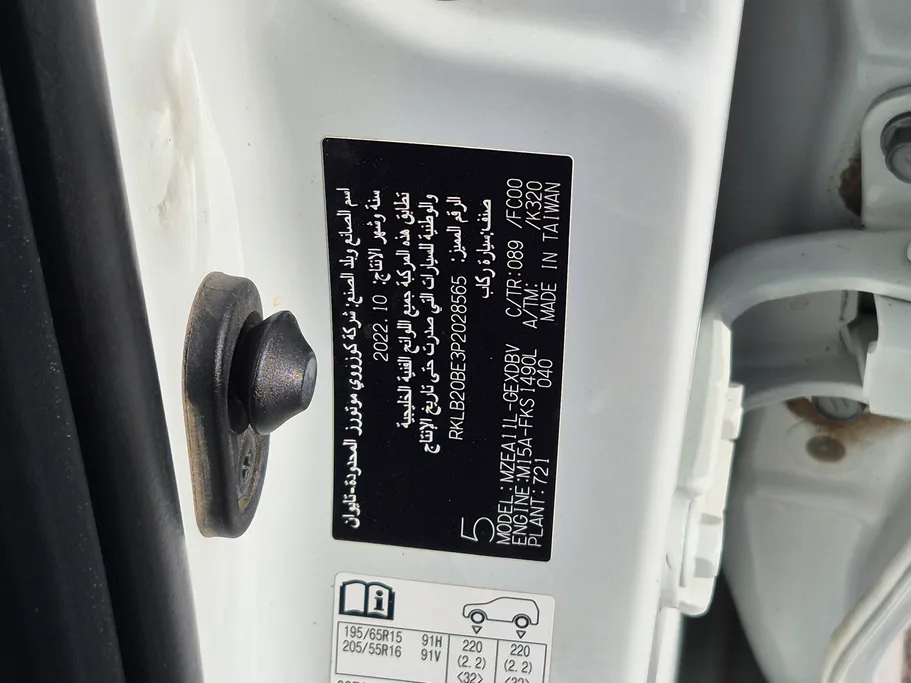 اسم الصانع وبلد الصنع: شركة كوزووي موتورز المحدودة-تايوان
سنة وشهر الإنتاج: 2022.10
تطابق هذه المركبة جميع اللوائح الفنية الخليجية
والوطنية للسيارات التي صدرت حتى تاريخ الإنتاج
الرقم المميز: RKLB20BE3P2028565
صنف: سيارة ركاب
5
MODEL:MZEA11L-GEXDBV C/TR:089 /FC00
ENGINE:M15A-FKS 1490L A/TM: /K320
PLANT:721 040 MADE IN TAIWAN
i
195/65R15 91H 220 220
205/55R16 91V (2.2) (2.2)
<32> <32>